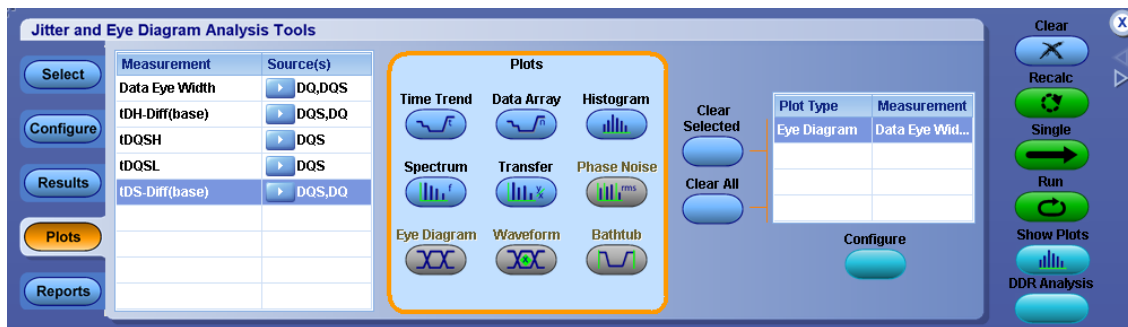 Jitter and Eye Diagram Analysis Tools
Select
Configure
Results
Plots
Reports
Measurement Source(s)
Data Eye Width DQ,DQS
tDH-Diff(base) DQS,DQ
tDQSH DQS
tDQSL DQS
tDS-Diff(base) DQS,DQ
Plots
Time Trend Data Array Histogram
t n
Spectrum Transfer Phase Noise
f y/x rms
Eye Diagram Waveform Bathtub
x
Clear
Selected
Clear All
Plot Type Measurement
Eye Diagram Data Eye Wid...
Configure
Clear
X
Recalc
Single
Run
Show Plots
DDR Analysis